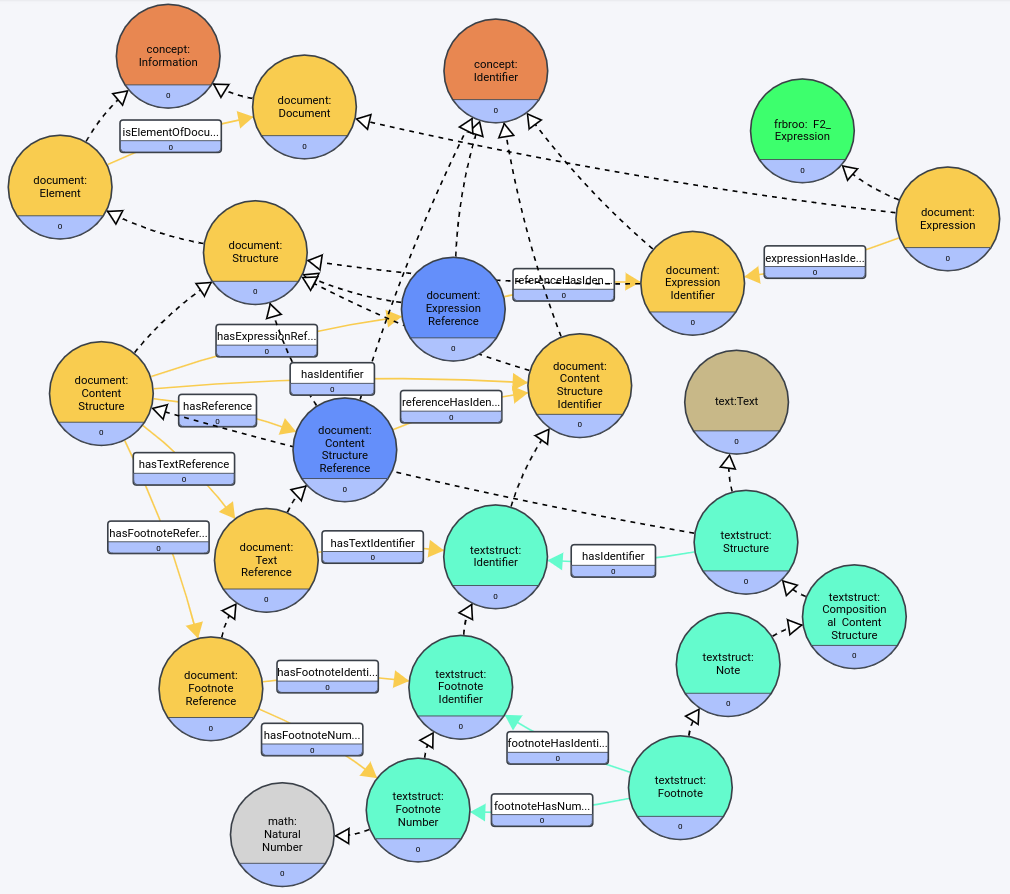 concept:
Information
0
concept:
Identifier
0
document:
Document
0
frbroo: F2_
Expression
0
isElementOfDocu...
0
document:
Element
0
document:
Expression
0
document:
Structure
0
expressionHasIde...
0
document:
Expression
Identifier
0
referenceHasIden...
0
document:
Expression
Reference
0
hasExpressionRef...
0
hasIdentifier
0
document:
Content
Structure
0
document:
Content
Structure
Identifier
0
text:Text
0
hasReference
0
referenceHasIden...
0
document:
Content
Structure
Reference
0
hasTextReference
0
hasFootnoteRefer...
0
document:
Text
Reference
0
hasTextIdentifier
0
textstruct:
Identifier
0
hasIdentifier
0
textstruct:
Structure
0
textstruct:
Composition
al Content
Structure
0
textstruct:
Note
0
document:
Footnote
Reference
0
hasFootnoteIdenti...
0
textstruct:
Footnote
Identifier
0
hasFootnoteNum...
0
footnoteHasIdenti...
0
textstruct:
Footnote
0
textstruct:
Footnote
Number
0
footnoteHasNum...
0
math:
Natural
Number
0